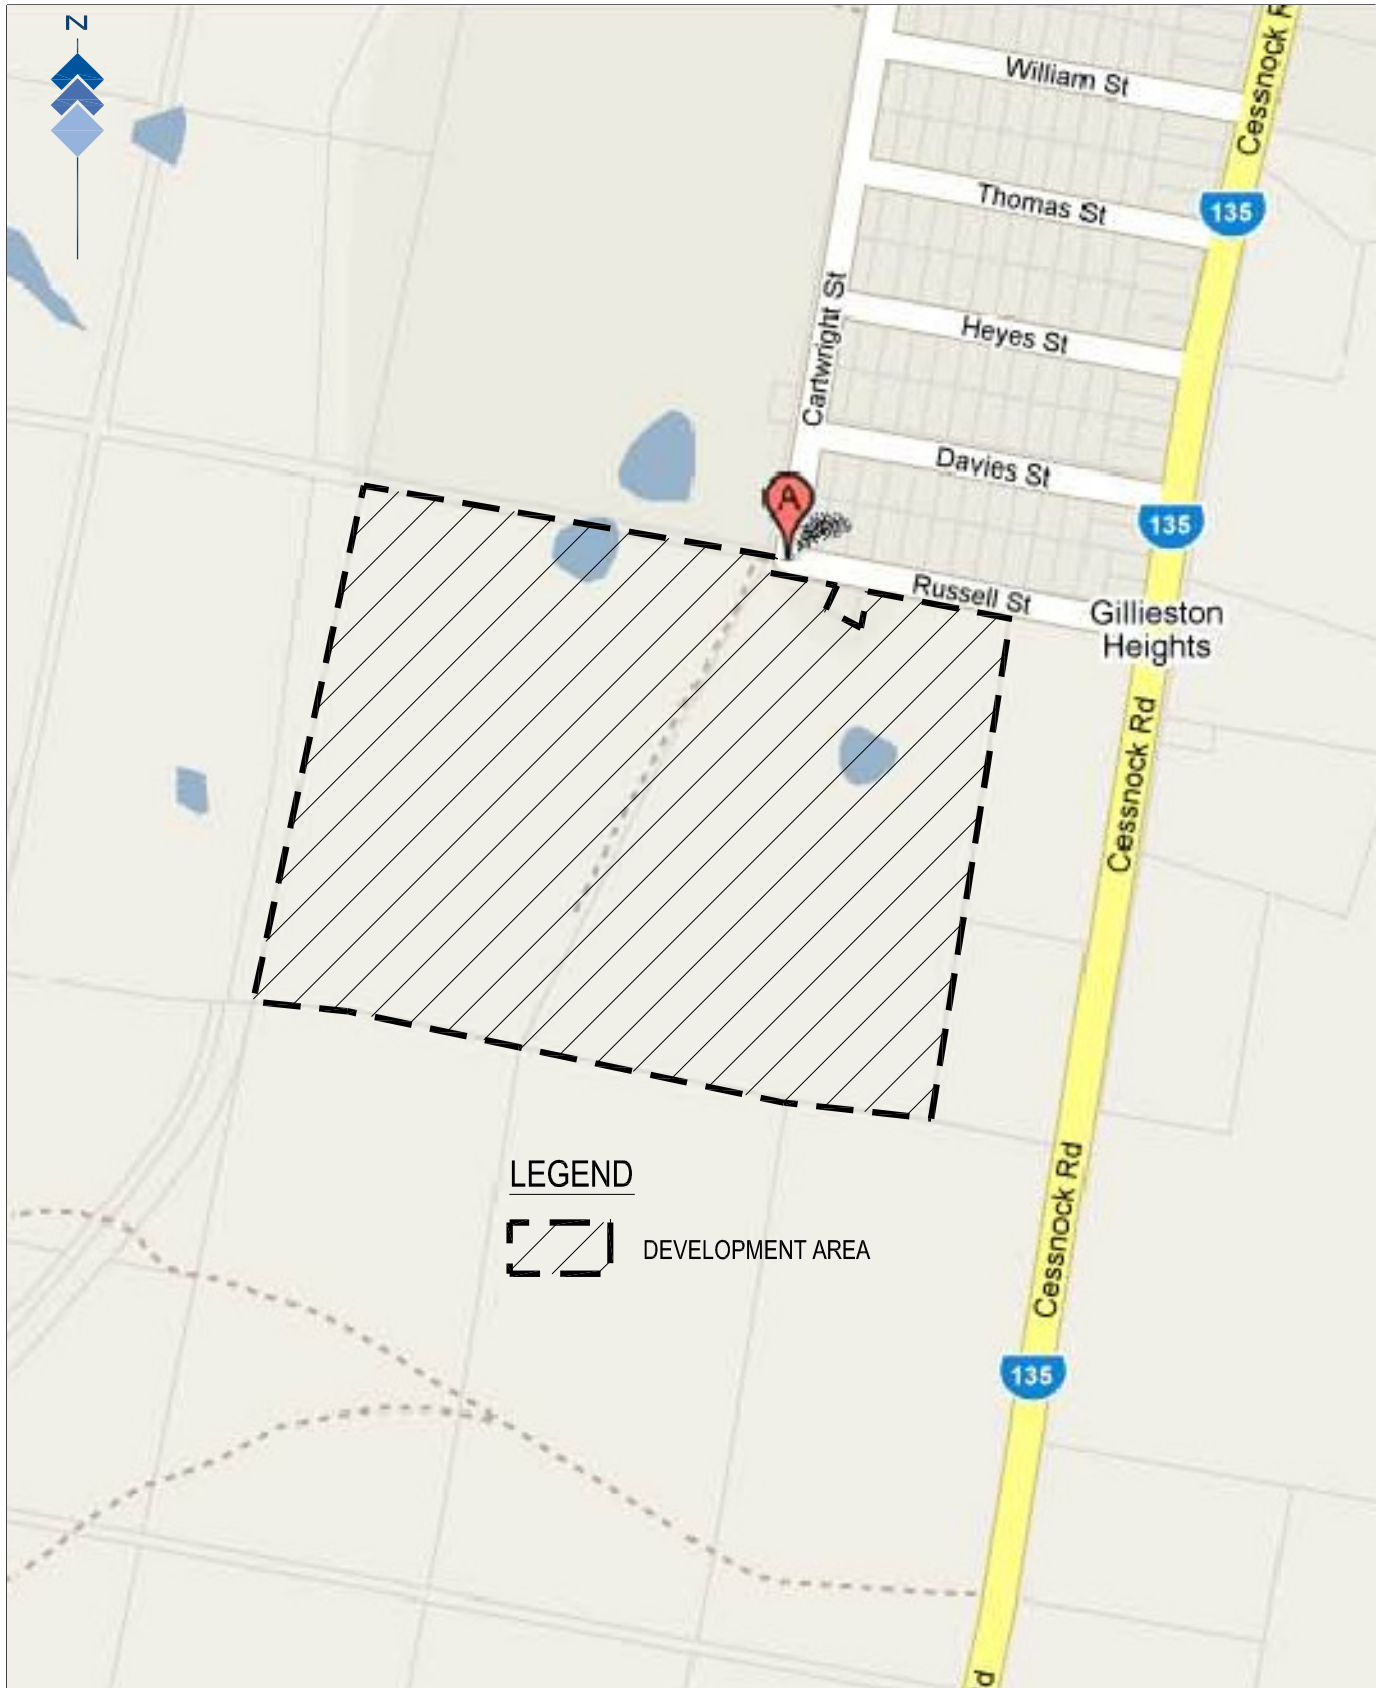 N
William St
Cessnock R
Thomas St
135
Cartwright St
Heyes St
Davies St
A
135
Russell St
Gillieston
Heights
Cessnock Rd
LEGEND
DEVELOPMENT AREA
Cessnock Rd
135
d